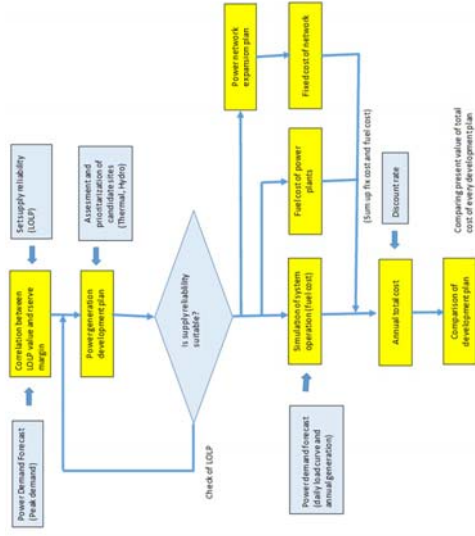 Power Demand Forecast
(Peak demand)
Correlation between
LOLP value and rserve
margin
Set supply reliability
(LOLP)
Power generation
development plan
Assesment and
prioritarization of
candidate sites
(Thermal, Hydro)
Is supply reliability
suitable?
Check of LOLP
Power demand forecast
(daily load curve and
annual generation)
Simulation of system
operation (fuel cost)
Fuel cost of power
plants
Power network
expansion plan
Fixed cost of network
(Sum up fix cost and fuel cost)
Discount rate
Annual total cost
Comparison of
development plan
Comparing present value of total
cost of every development plan